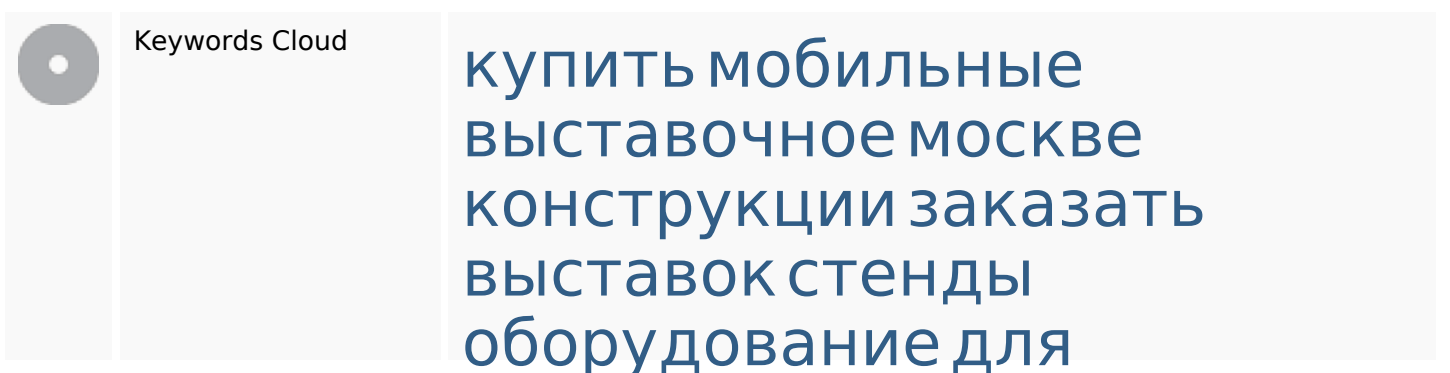 Keywords Cloud
купить мобильные
выставочное москве
конструкции заказать
выставок стенды
оборудование для